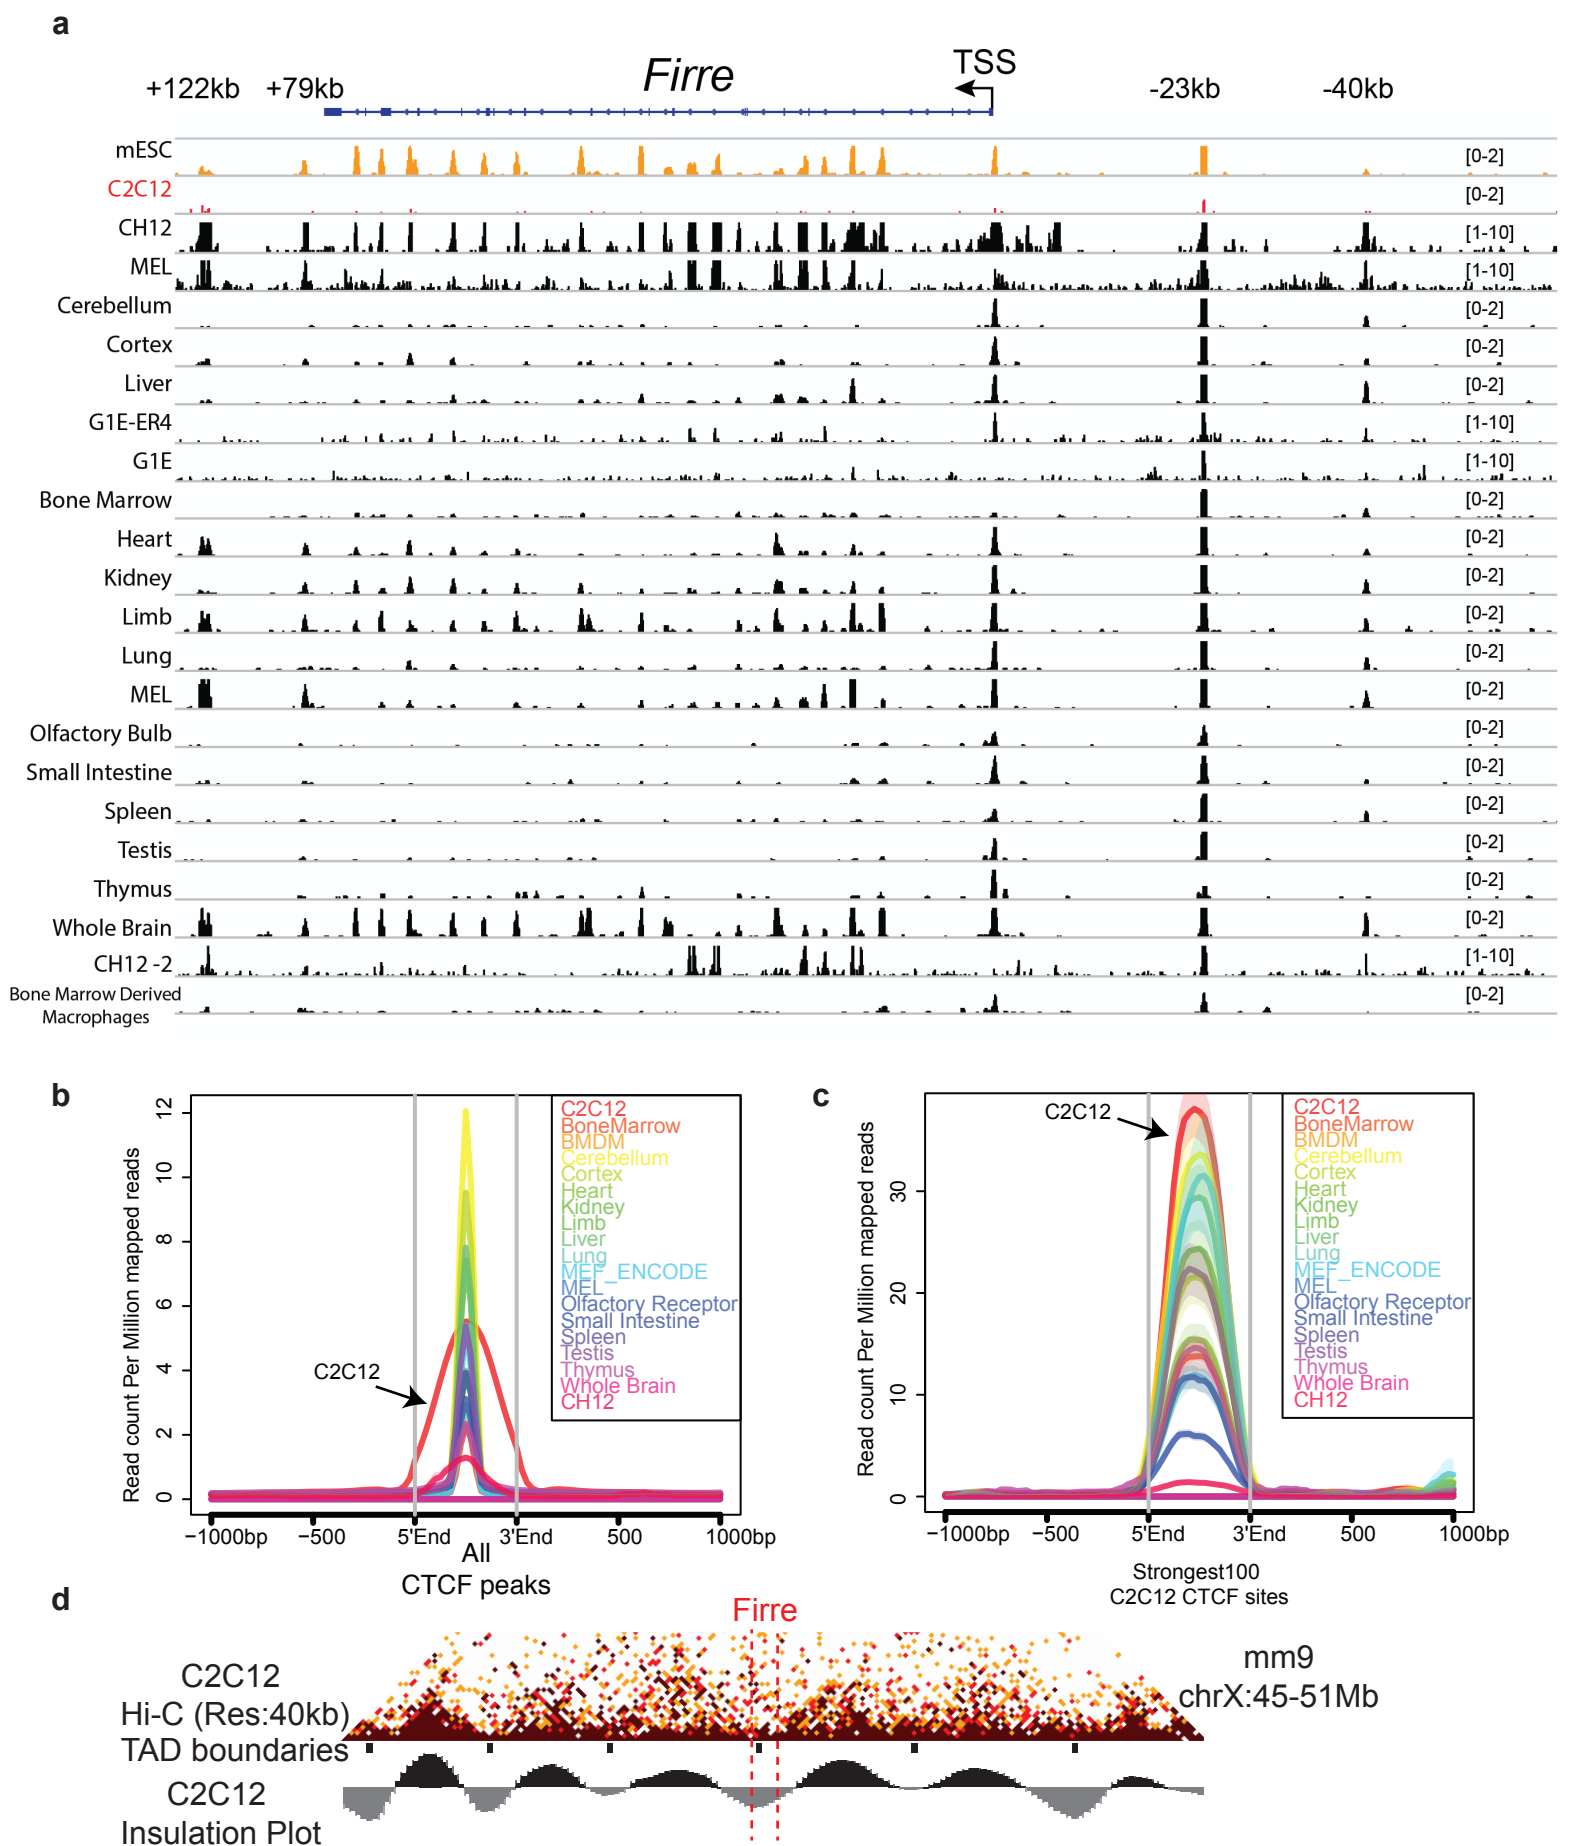 a
+122kb +79kb Firre TSS -23kb -40kb
mESC [0-2]
C2C12 [0-2]
CH12 [1-10]
MEL [1-10]
Cerebellum [0-2]
Cortex [0-2]
Liver [0-2]
G1E-ER4 [1-10]
G1E [1-10]
Bone Marrow [0-2]
Heart [0-2]
Kidney [0-2]
Limb [0-2]
Lung [0-2]
MEL [0-2]
Olfactory Bulb [0-2]
Small Intestine [0-2]
Spleen [0-2]
Testis [0-2]
Thymus [0-2]
Whole Brain [0-2]
CH12 -2 [1-10]
Bone Marrow Derived
Macrophages [0-2]
b
Read count Per Million mapped reads
12
10
8
6
4
2
0
C2C12
C2C12
BoneMarrow
BMDM
Cerebellum
Cortex
Heart
Kidney
Limb
Liver
Lung
MEF_ENCODE
MEL
Olfactory Receptor
Small Intestine
Spleen
Testis
Thymus
Whole Brain
CH12
−1000bp −500 5'End 3'End 500 1000bp
All
CTCF peaks
c
Read count Per Million mapped reads
30
20
10
0
C2C12
C2C12
BoneMarrow
BMDM
Cerebellum
Cortex
Heart
Kidney
Limb
Liver
Lung
MEF_ENCODE
MEL
Olfactory Receptor
Small Intestine
Spleen
Testis
Thymus
Whole Brain
CH12
−1000bp −500 5'End 3'End 500 1000bp
Strongest100
C2C12 CTCF sites
d
Firre
C2C12
Hi-C (Res:40kb)
TAD boundaries
C2C12
Insulation Plot
mm9
chrX:45-51Mb